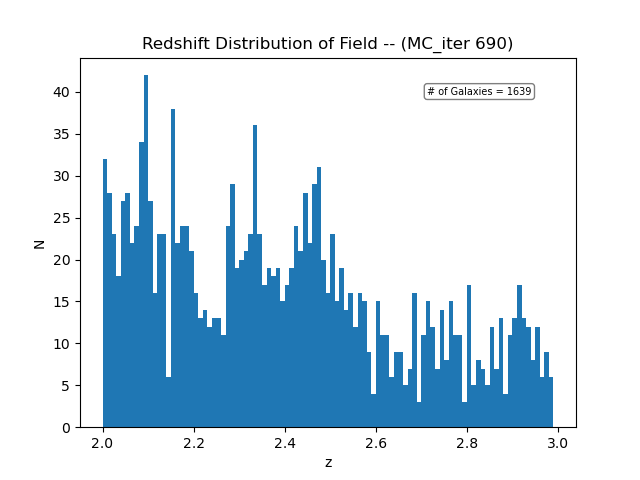 Redshift Distribution of Field -- (MC_iter 690)
# of Galaxies = 1639
40
35
30
25
20
15
10
5
0
N
2.0 2.2 2.4 2.6 2.8 3.0
z